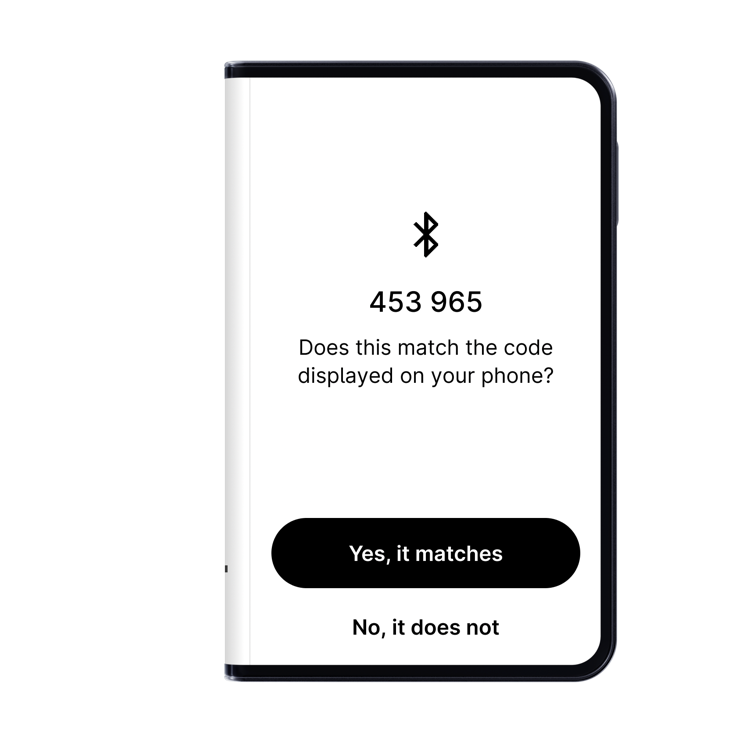 453 965
Does this match the code
displayed on your phone?
Yes, it matches
No, it does not